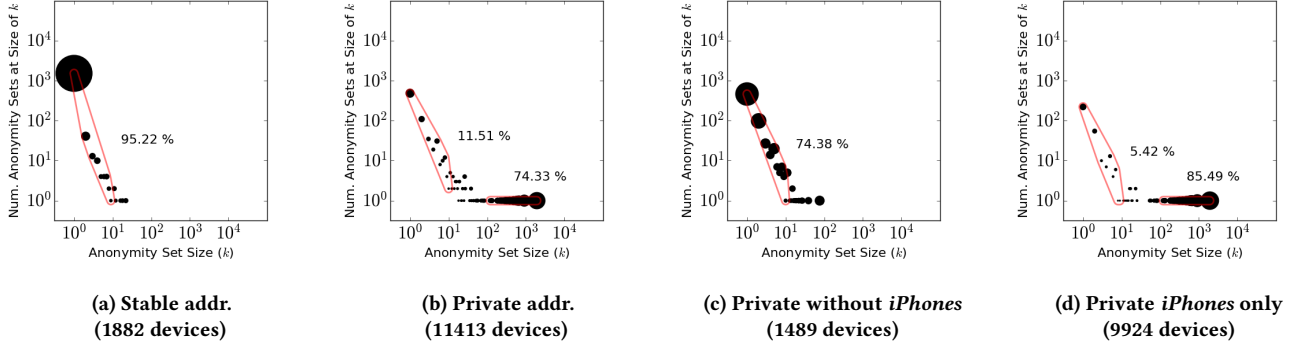 Num. Anonymity Sets at Size of k
10^4
10^3
10^2
10^1
10^0
95.22 %
10^0 10^1 10^2 10^3 10^4
Anonymity Set Size (k)
(a) Stable addr.
(1882 devices)
Num. Anonymity Sets at Size of k
10^4
10^3
10^2
10^1
10^0
11.51 %
74.33 %
10^0 10^1 10^2 10^3 10^4
Anonymity Set Size (k)
(b) Private addr.
(11413 devices)
Num. Anonymity Sets at Size of k
10^4
10^3
10^2
10^1
10^0
74.38 %
10^0 10^1 10^2 10^3 10^4
Anonymity Set Size (k)
(c) Private without iPhones
(1489 devices)
Num. Anonymity Sets at Size of k
10^4
10^3
10^2
10^1
10^0
5.42 %
85.49 %
10^0 10^1 10^2 10^3 10^4
Anonymity Set Size (k)
(d) Private iPhones only
(9924 devices)